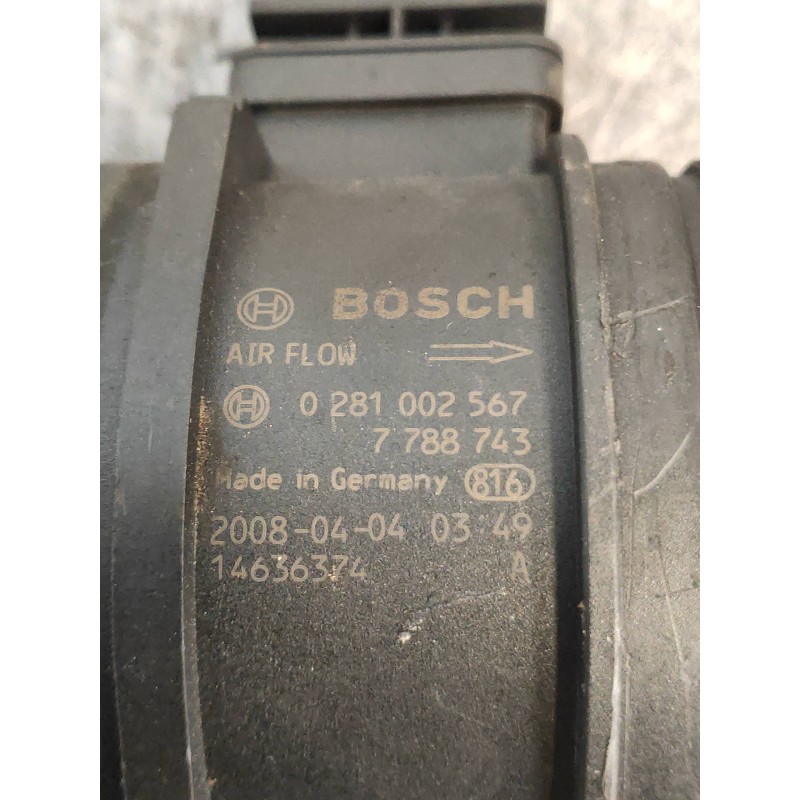 BOSCH
AIR FLOW
0 281 002 567
7 788 743
Made in Germany 816
2008-04-04 03:49
14636374 A